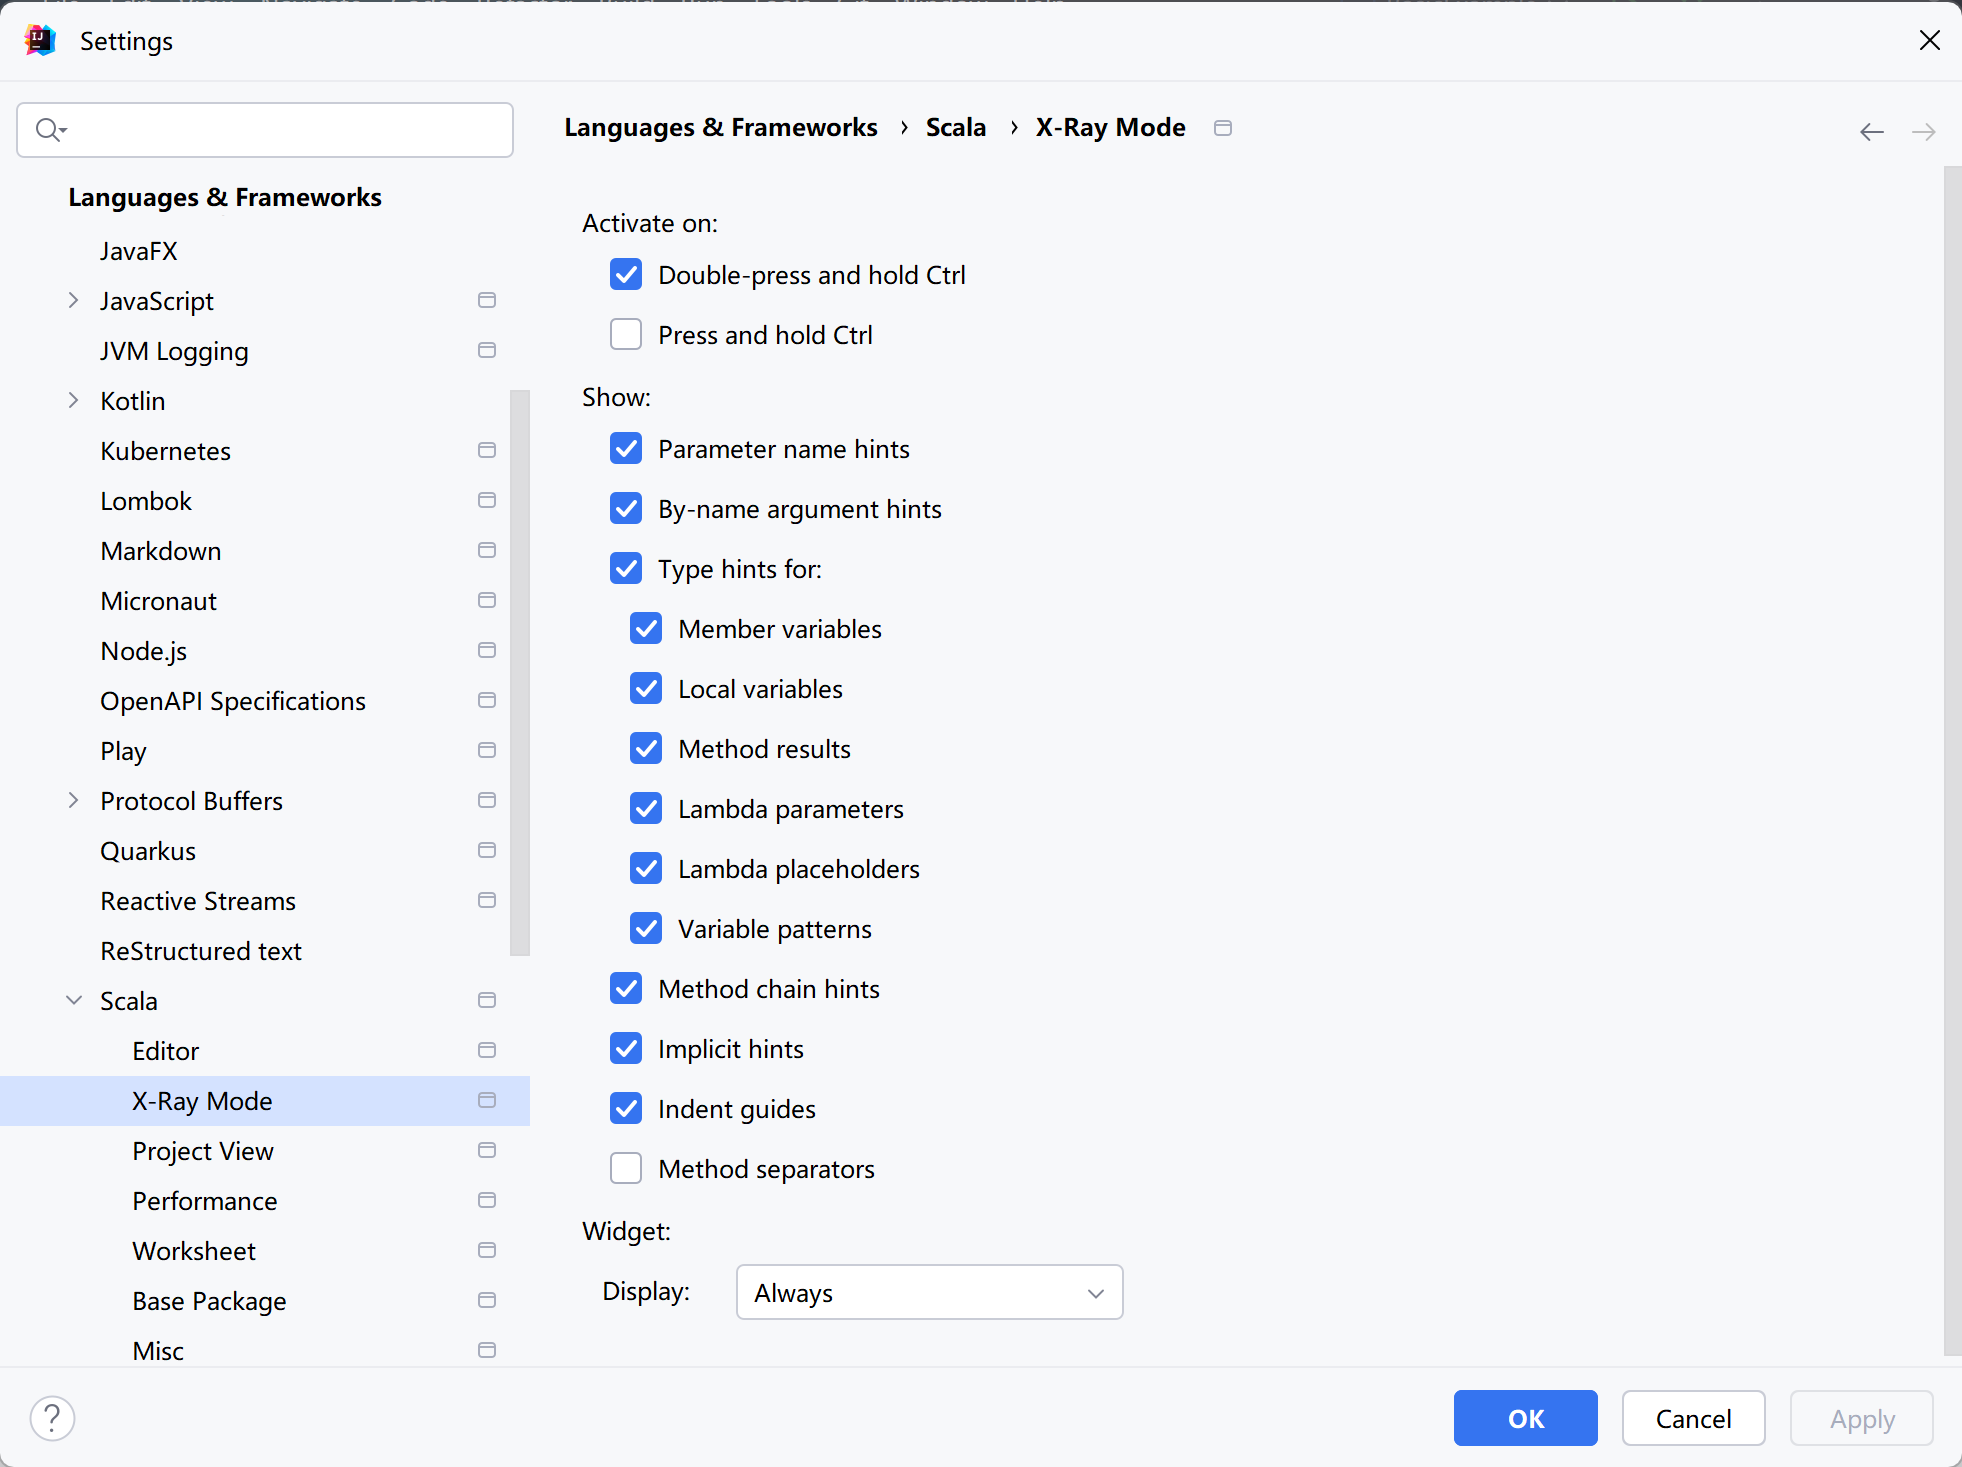 Settings
Languages & Frameworks
JavaFX
JavaScript
JVM Logging
Kotlin
Kubernetes
Lombok
Markdown
Micronaut
Node.js
OpenAPI Specifications
Play
Protocol Buffers
Quarkus
Reactive Streams
ReStructured text
Scala
Editor
X-Ray Mode
Project View
Performance
Worksheet
Base Package
Misc
Languages & Frameworks › Scala › X-Ray Mode
Activate on:
Double-press and hold Ctrl
Press and hold Ctrl
Show:
Parameter name hints
By-name argument hints
Type hints for:
Member variables
Local variables
Method results
Lambda parameters
Lambda placeholders
Variable patterns
Method chain hints
Implicit hints
Indent guides
Method separators
Widget:
Display: Always
?
OK Cancel Apply